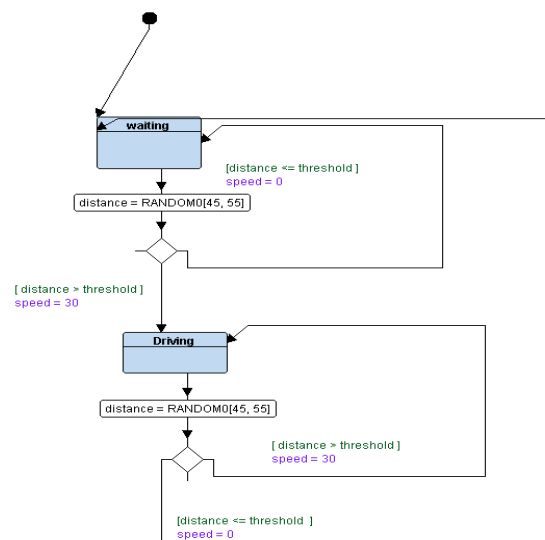 waiting
[distance <= threshold ]
speed = 0
distance = RANDOM0[45, 55]
[ distance > threshold ]
speed = 30
Driving
distance = RANDOM0[45, 55]
[ distance > threshold ]
speed = 30
[distance <= threshold ]
speed = 0